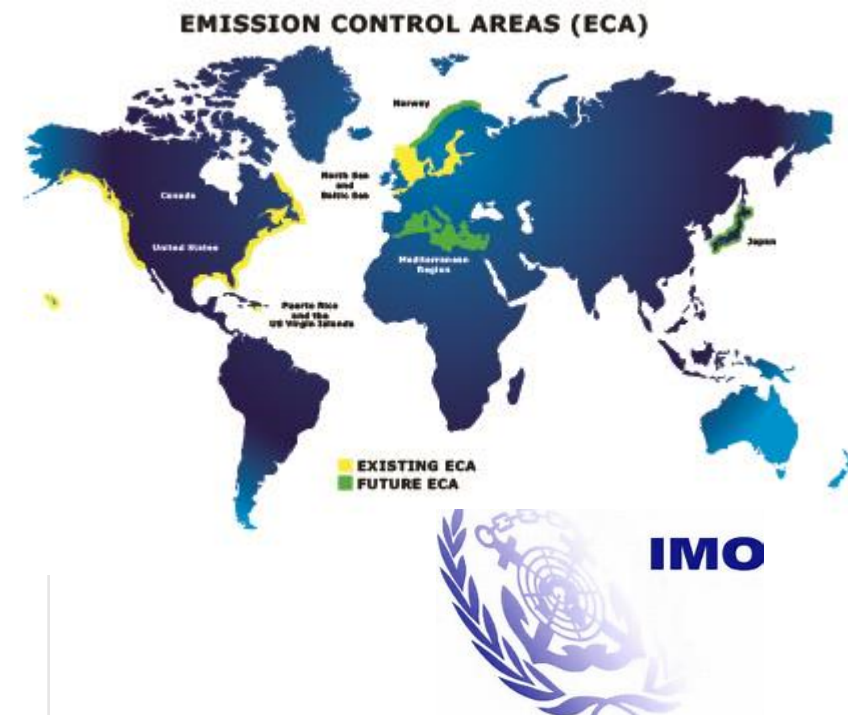 EMISSION CONTROL AREAS (ECA)
Norway
North Sea
and
Baltic Sea
Canada
United States
Japan
Mediterranean
Region
Puerto Rico
and the
US Virgin Islands
EXISTING ECA
FUTURE ECA
IMO